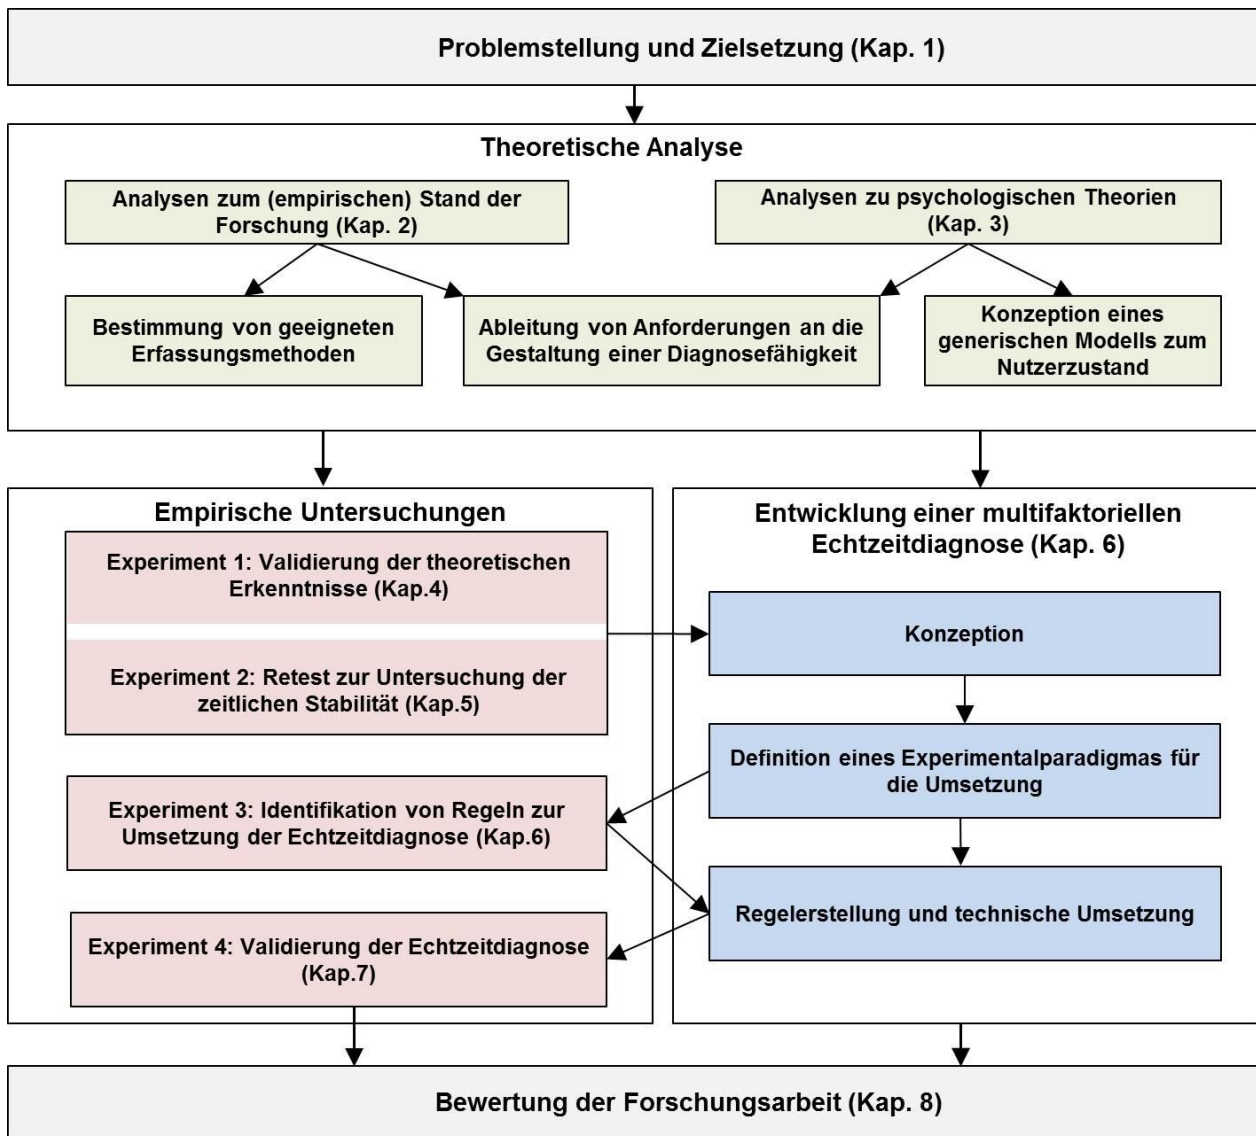 Problemstellung und Zielsetzung (Kap. 1)
Theoretische Analyse
Analysen zum (empirischen) Stand der
Forschung (Kap. 2)
Analysen zu psychologischen Theorien
(Kap. 3)
Bestimmung von geeigneten
Erfassungsmethoden
Ableitung von Anforderungen an die
Gestaltung einer Diagnosefähigkeit
Konzeption eines
generischen Modells zum
Nutzerzustand
Empirische Untersuchungen
Experiment 1: Validierung der theoretischen
Erkenntnisse (Kap.4)
Experiment 2: Retest zur Untersuchung der
zeitlichen Stabilität (Kap.5)
Experiment 3: Identifikation von Regeln zur
Umsetzung der Echtzeitdiagnose (Kap.6)
Experiment 4: Validierung der Echtzeitdiagnose
(Kap.7)
Entwicklung einer multifaktoriellen
Echtzeitdiagnose (Kap. 6)
Konzeption
Definition eines Experimentalparadigmas für
die Umsetzung
Regelerstellung und technische Umsetzung
Bewertung der Forschungsarbeit (Kap. 8)